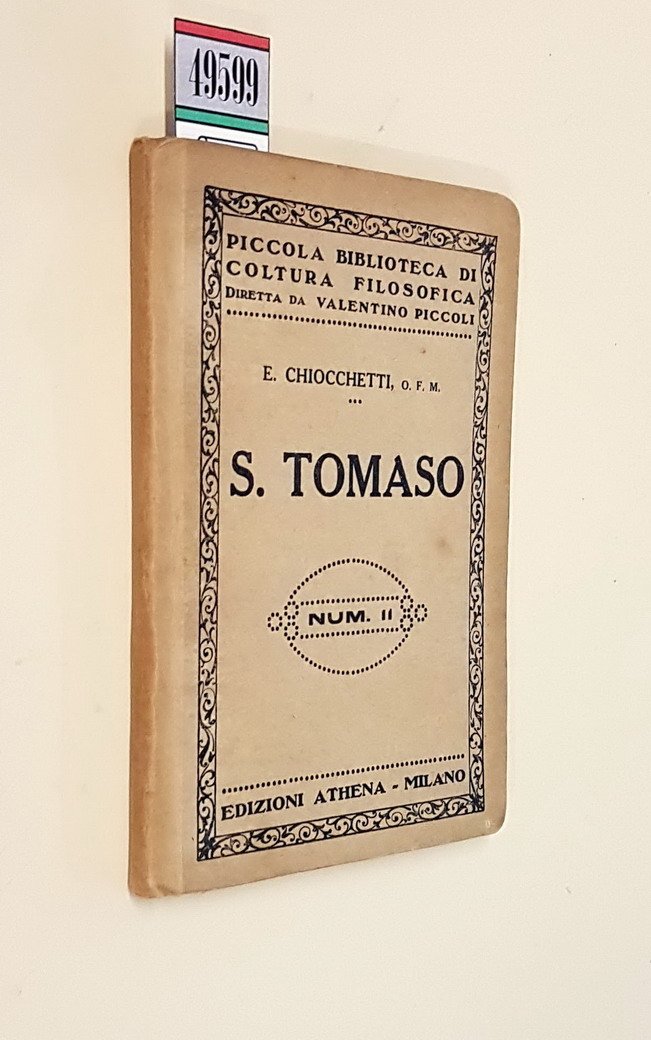 49599
PICCOLA BIBLIOTECA DI
COLTURA FILOSOFICA
DIRETTA DA VALENTINO PICCOLI
E. CHIOCCHETTI, O. F. M.
S. TOMASO
NUM. 11
EDIZIONI ATHENA - MILANO